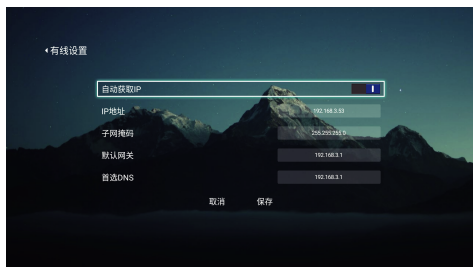 有线设置
自动获取IP
IP地址 192.168.3.53
子网掩码 255.255.255.0
默认网关 192.168.3.1
首选DNS 192.168.3.1
取消 保存